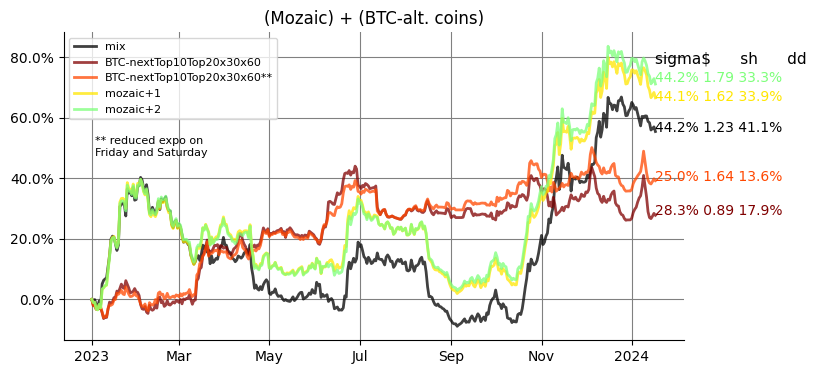 (Mozaic) + (BTC-alt. coins)
mix
BTC-nextTop10Top20x30x60
BTC-nextTop10Top20x30x60**
mozaic+1
mozaic+2
** reduced expo on
Friday and Saturday
sigma$ sh dd
44.2% 1.79 33.3%
44.1% 1.62 33.9%
44.2% 1.23 41.1%
25.0% 1.64 13.6%
28.3% 0.89 17.9%
80.0%
60.0%
40.0%
20.0%
0.0%
2023 Mar May Jul Sep Nov 2024